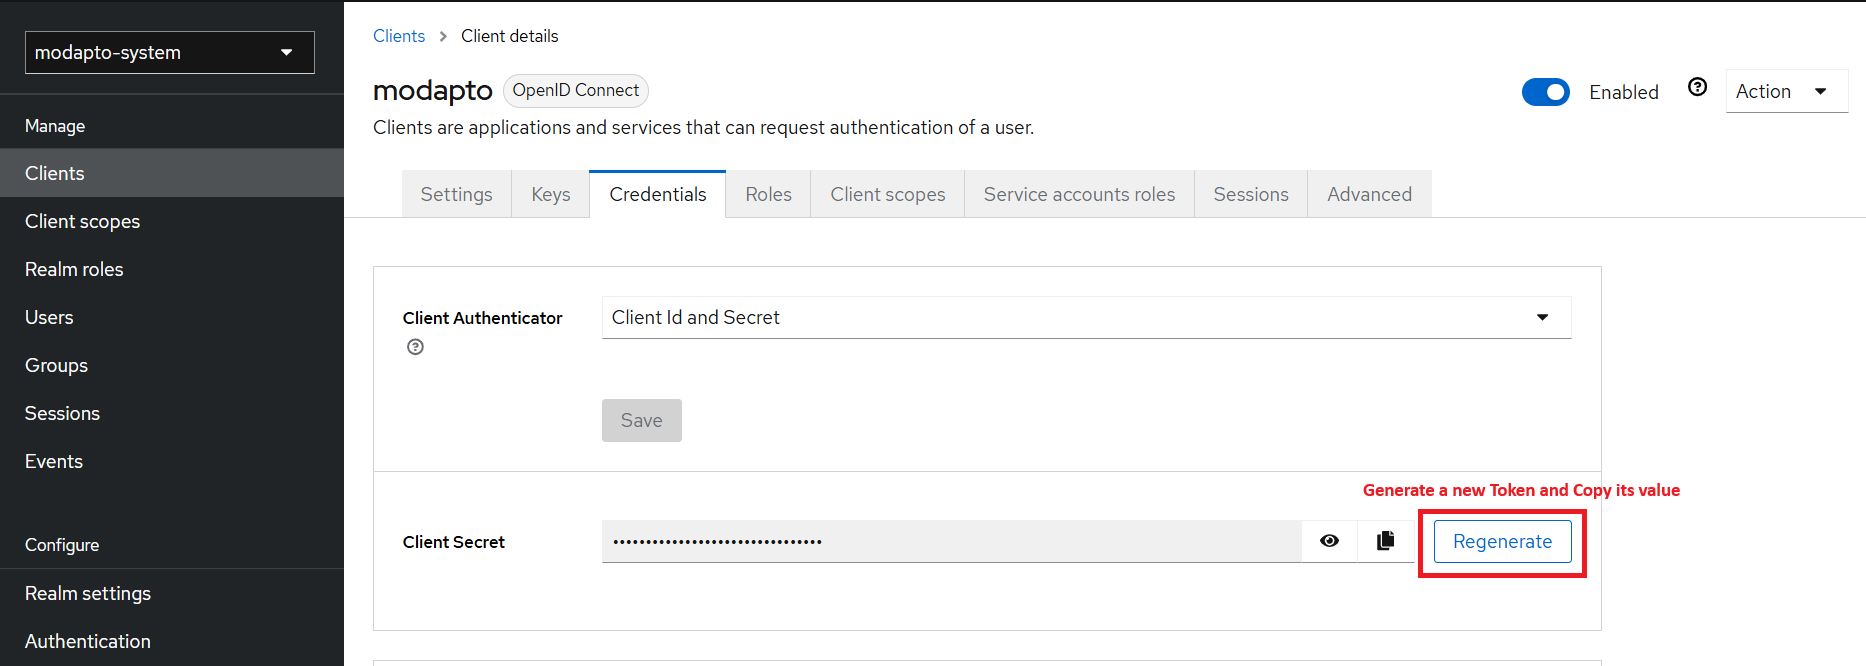 modapto-system
Manage
Clients
Client scopes
Realm roles
Users
Groups
Sessions
Events
Configure
Realm settings
Authentication
Clients > Client details
modapto OpenID Connect
Enabled
Action
Clients are applications and services that can request authentication of a user.
Settings Keys Credentials Roles Client scopes Service accounts roles Sessions Advanced
Client Authenticator
Client Id and Secret
Save
Generate a new Token and Copy its value
Client Secret
••••••••••••••••••••••••••••••••
Regenerate